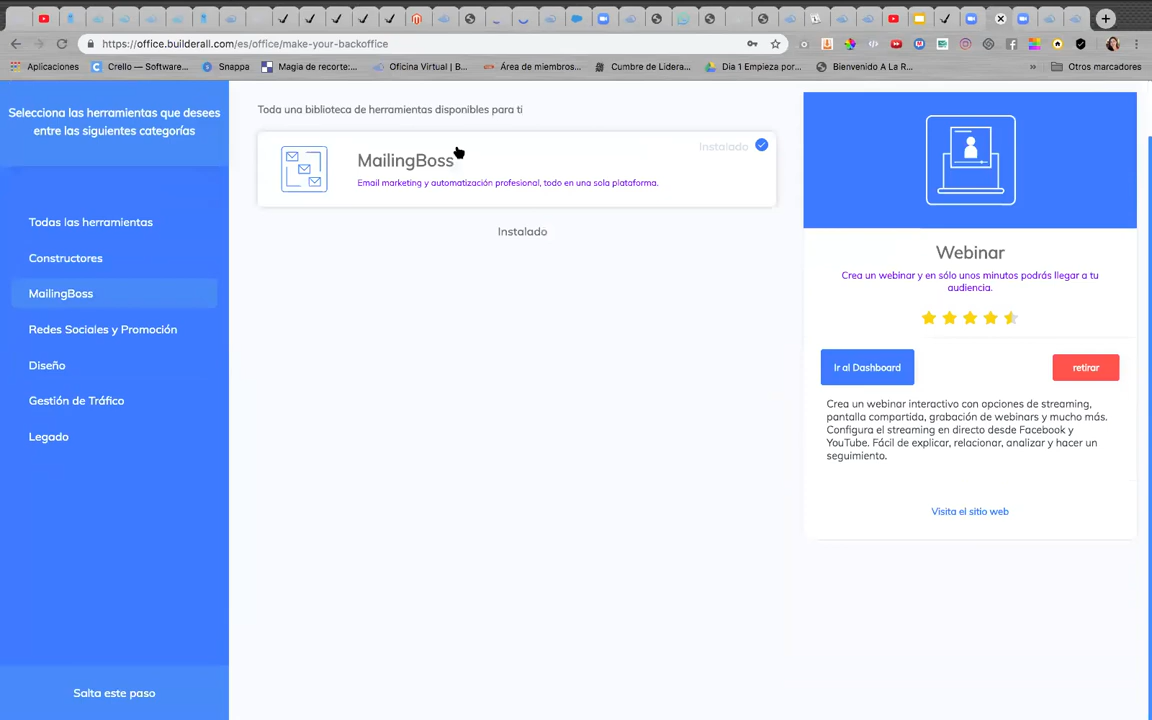 https://office.builderall.com/es/office/make-your-backoffice
Aplicaciones
Crello — Software...
Snappa
Magia de recorte:...
Oficina Virtual | B...
Área de miembros...
Cumbre de Lidera...
Dia 1 Empieza por...
Bienvenido A La R...
»
Otros marcadores
Selecciona las herramientas que desees
entre las siguientes categorías
Todas las herramientas
Constructores
MailingBoss
Redes Sociales y Promoción
Diseño
Gestión de Tráfico
Legado
Salta este paso
Toda una biblioteca de herramientas disponibles para ti
MailingBoss
Instalado
Email marketing y automatización profesional, todo en una sola plataforma.
Instalado
Webinar
Crea un webinar y en sólo unos minutos podrás llegar a tu
audiencia.
Ir al Dashboard
retirar
Crea un webinar interactivo con opciones de streaming,
pantalla compartida, grabación de webinars y mucho más.
Configura el streaming en directo desde Facebook y
YouTube. Fácil de explicar, relacionar, analizar y hacer un
seguimiento.
Visita el sitio web